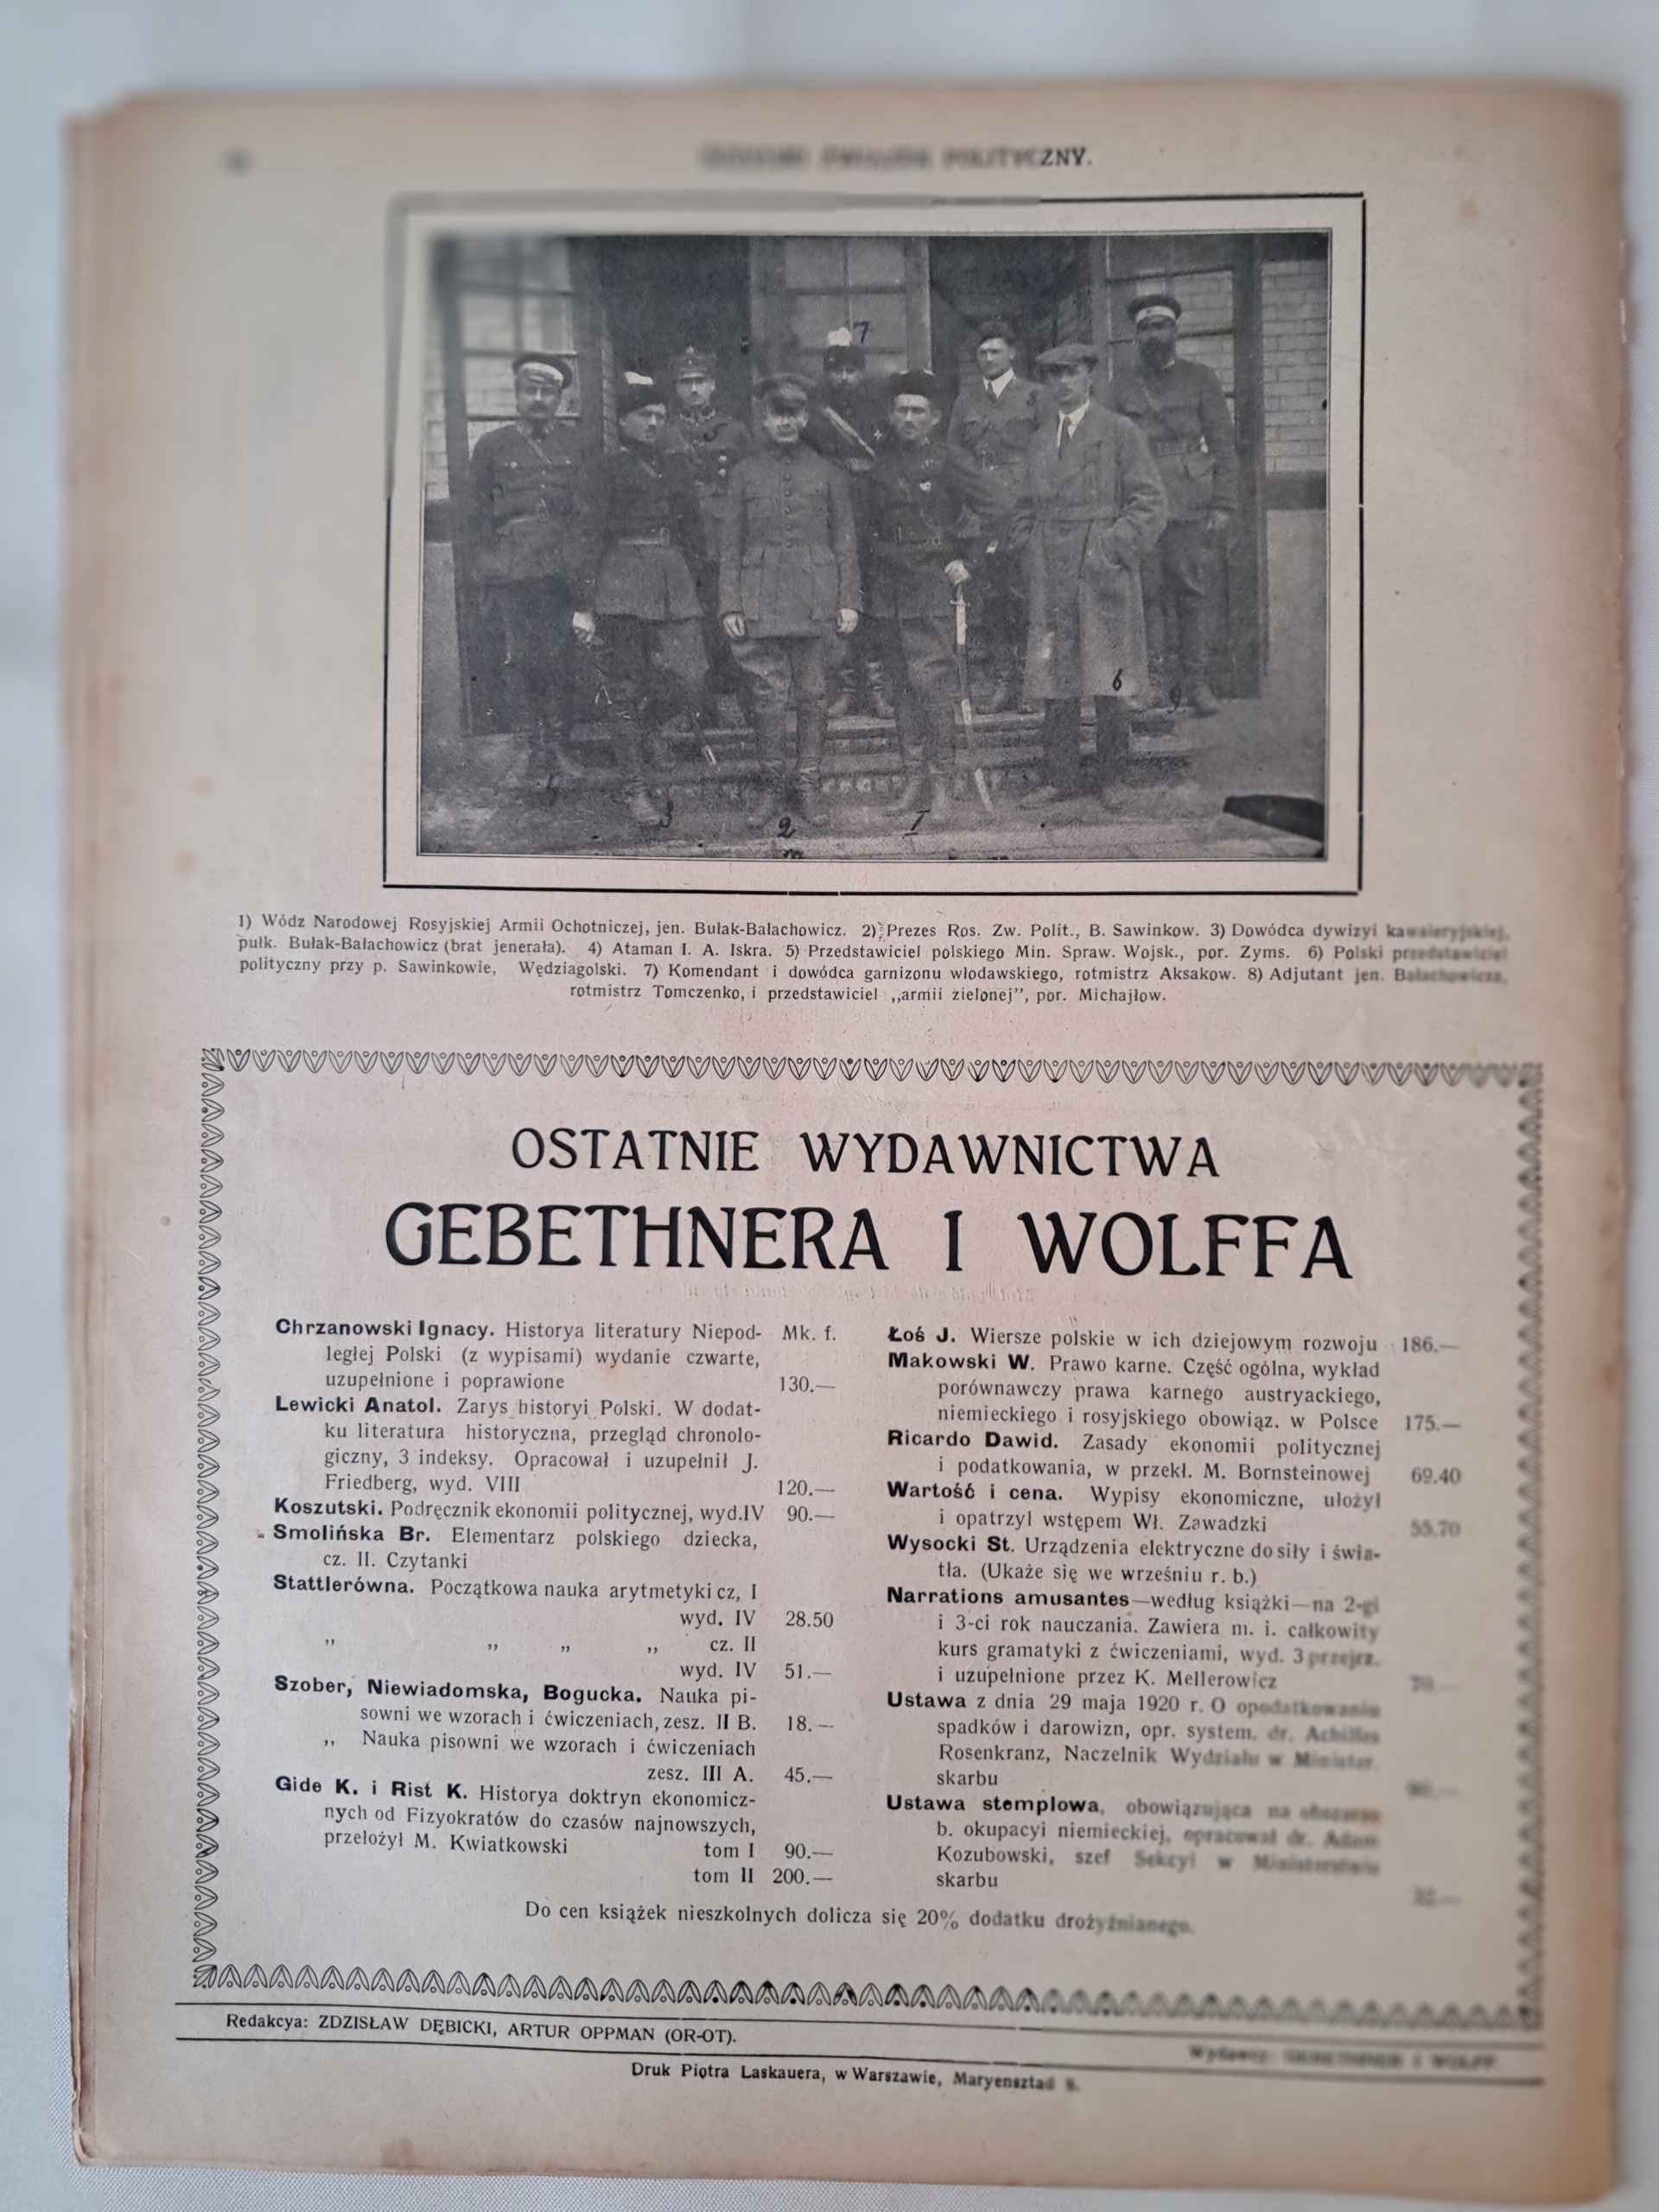 POLITYCZNY.
7
5
8
6
9
4
3
2
1
1) Wódz Narodowej Rosyjskiej Armii Ochotniczej, jen. Bułak-Bałachowicz. 2) Prezes Ros. Zw. Polit., B. Sawinkow. 3) Dowódca dywizyi kawaleryjskiej,
pułk. Bułak-Bałachowicz (brat jenerała). 4) Ataman I. A. Iskra. 5) Przedstawiciel polskiego Min. Spraw. Wojsk., por. Zyms. 6) Polski przedstawiciel
polityczny przy p. Sawinkowie, Wędziagolski. 7) Komendant i dowódca garnizonu włodawskiego, rotmistrz Aksakow. 8) Adjutant jen. Bałachowicza,
rotmistrz Tomczenko, i przedstawiciel ,,armii zielonej”, por. Michajłow.
OSTATNIE WYDAWNICTWA
GEBETHNERA I WOLFFA
Chrzanowski Ignacy. Historya literatury Niepod- Mk. f.
ległej Polski (z wypisami) wydanie czwarte,
uzupełnione i poprawione 130.—
Lewicki Anatol. Zarys historyi Polski. W dodat-
ku literatura historyczna, przegląd chronolo-
giczny, 3 indeksy. Opracował i uzupełnił J.
Friedberg, wyd. VIII 120.—
Koszutski. Podręcznik ekonomii politycznej, wyd.IV 90.—
Smolińska Br. Elementarz polskiego dziecka,
cz. II. Czytanki
Stattlerówna. Początkowa nauka arytmetyki cz, I
wyd. IV 28.50
,, ,, ,, ,, cz. II
wyd. IV 51.—
Szober, Niewiadomska, Bogucka. Nauka pi-
sowni we wzorach i ćwiczeniach, zesz. II B. 18.—
,, Nauka pisowni we wzorach i ćwiczeniach
zesz. III A. 45.—
Gide K. i Rist K. Historya doktryn ekonomicz-
nych od Fizyokratów do czasów najnowszych,
przełożył M. Kwiatkowski tom I 90.—
tom II 200.—
Łoś J. Wiersze polskie w ich dziejowym rozwoju 186.—
Makowski W. Prawo karne. Część ogólna, wykład
porównawczy prawa karnego austryackiego,
niemieckiego i rosyjskiego obowiąz. w Polsce 175.—
Ricardo Dawid. Zasady ekonomii politycznej
i podatkowania, w przekł. M. Bornsteinowej 69.40
Wartość i cena. Wypisy ekonomiczne, ułożył
i opatrzył wstępem Wł. Zawadzki 55.70
Wysocki St. Urządzenia elektryczne do siły i świa-
tła. (Ukaże się we wrześniu r. b.)
Narrations amusantes—według książki—na 2-gi
i 3-ci rok nauczania. Zawiera m. i. całkowity
kurs gramatyki z ćwiczeniami, wyd. 3 przejrz.
i uzupełnione przez K. Mellerowicz
Ustawa z dnia 29 maja 1920 r. O opodatkowaniu
spadków i darowizn, opr. system. dr. Achilles
Rosenkranz, Naczelnik Wydziału w Minister.
skarbu
Ustawa stemplowa, obowiązująca na obszarze
b. okupacyi niemieckiej, opracował dr. Adam
Kozubowski, szef Sekcyi w Ministerstwie
skarbu
Do cen książek nieszkolnych dolicza się 20% dodatku drożyźnianego.
Redakcya: ZDZISŁAW DĘBICKI, ARTUR OPPMAN (OR-OT).
Wydawcy: GEBETHNER I WOLFF.
Druk Piotra Laskauera, w Warszawie, Maryensztad